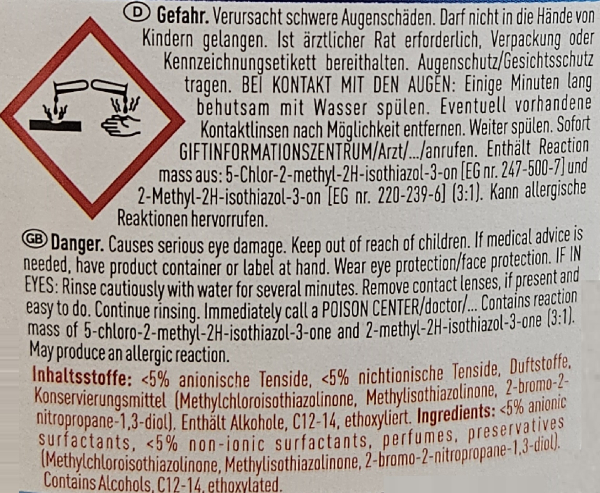 D Gefahr. Verursacht schwere Augenschäden. Darf nicht in die Hände von
Kindern gelangen. Ist ärztlicher Rat erforderlich, Verpackung oder
Kennzeichnungsetikett bereithalten. Augenschutz/Gesichtsschutz
tragen. BEI KONTAKT MIT DEN AUGEN: Einige Minuten lang
behutsam mit Wasser spülen. Eventuell vorhandene
Kontaktlinsen nach Möglichkeit entfernen. Weiter spülen. Sofort
GIFTINFORMATIONSZENTRUM/Arzt/.../anrufen. Enthält Reaction
mass aus: 5-Chlor-2-methyl-2H-isothiazol-3-on [EG nr. 247-500-7] und
2-Methyl-2H-isothiazol-3-on [EG nr. 220-239-6] (3:1). Kann allergische
Reaktionen hervorrufen.
GB Danger. Causes serious eye damage. Keep out of reach of children. If medical advice is
needed, have product container or label at hand. Wear eye protection/face protection. IF IN
EYES: Rinse cautiously with water for several minutes. Remove contact lenses, if present and
easy to do. Continue rinsing. Immediately call a POISON CENTER/doctor/... Contains reaction
mass of 5-chloro-2-methyl-2H-isothiazol-3-one and 2-methyl-2H-isothiazol-3-one (3:1).
May produce an allergic reaction.
Inhaltsstoffe: <5% anionische Tenside, <5% nichtionische Tenside, Duftstoffe,
Konservierungsmittel (Methylchloroisothiazolinone, Methylisothiazolinone, 2-bromo-2-
nitropropane-1,3-diol). Enthält Alkohole, C12-14, ethoxyliert. Ingredients: <5% anionic
surfactants, <5% non-ionic surfactants, perfumes, preservatives
(Methylchloroisothiazolinone, Methylisothiazolinone, 2-bromo-2-nitropropane-1,3-diol).
Contains Alcohols, C12-14, ethoxylated.